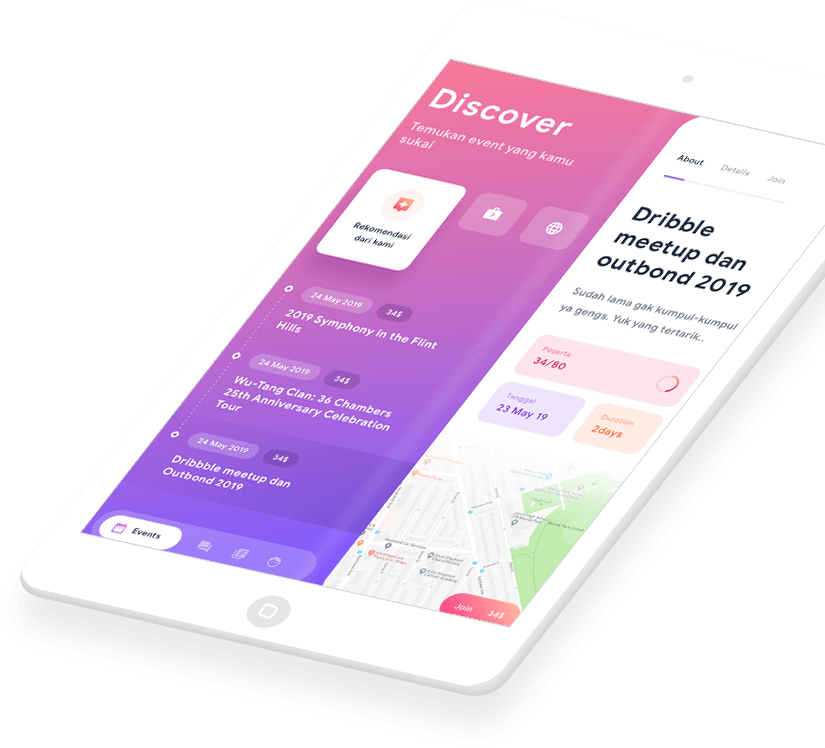 Discover
Temukan event yang kamu
sukai
Rekomendasi
dari kami
24 May 2019
34$
2019 Symphony in the Flint
Hills
24 May 2019
34$
Wu-Tang Clan: 36 Chambers
25th Anniversary Celebration
Tour
24 May 2019
34$
Dribbble meetup dan
Outbond 2019
Events
About
Details
Join
Dribble
meetup dan
outbond 2019
Sudah lama gak kumpul-kumpul
ya gengs. Yuk yang tertarik..
Peserta
34/80
Tanggal
23 May 19
Duration
2days
Join
34$